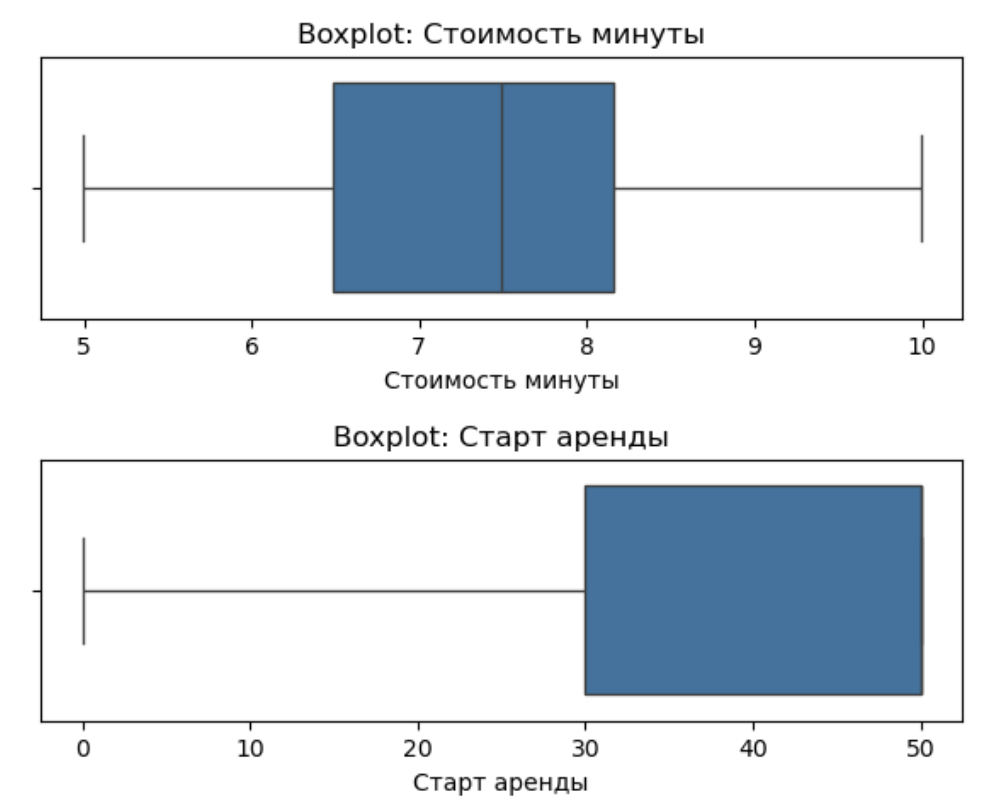 Boxplot: Стоимость минуты
5 6 7 8 9 10
Стоимость минуты
Boxplot: Старт аренды
0 10 20 30 40 50
Старт аренды